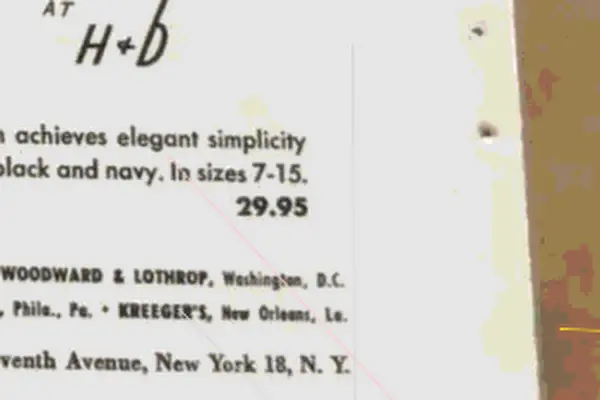 AT
H+b
achieves elegant simplicity
black and navy. In sizes 7-15.
29.95
WOODWARD & LOTHROP, Washington, D.C.
, Phila., Pa. • KREEGER'S, New Orleans, La.
venth Avenue, New York 18, N. Y.